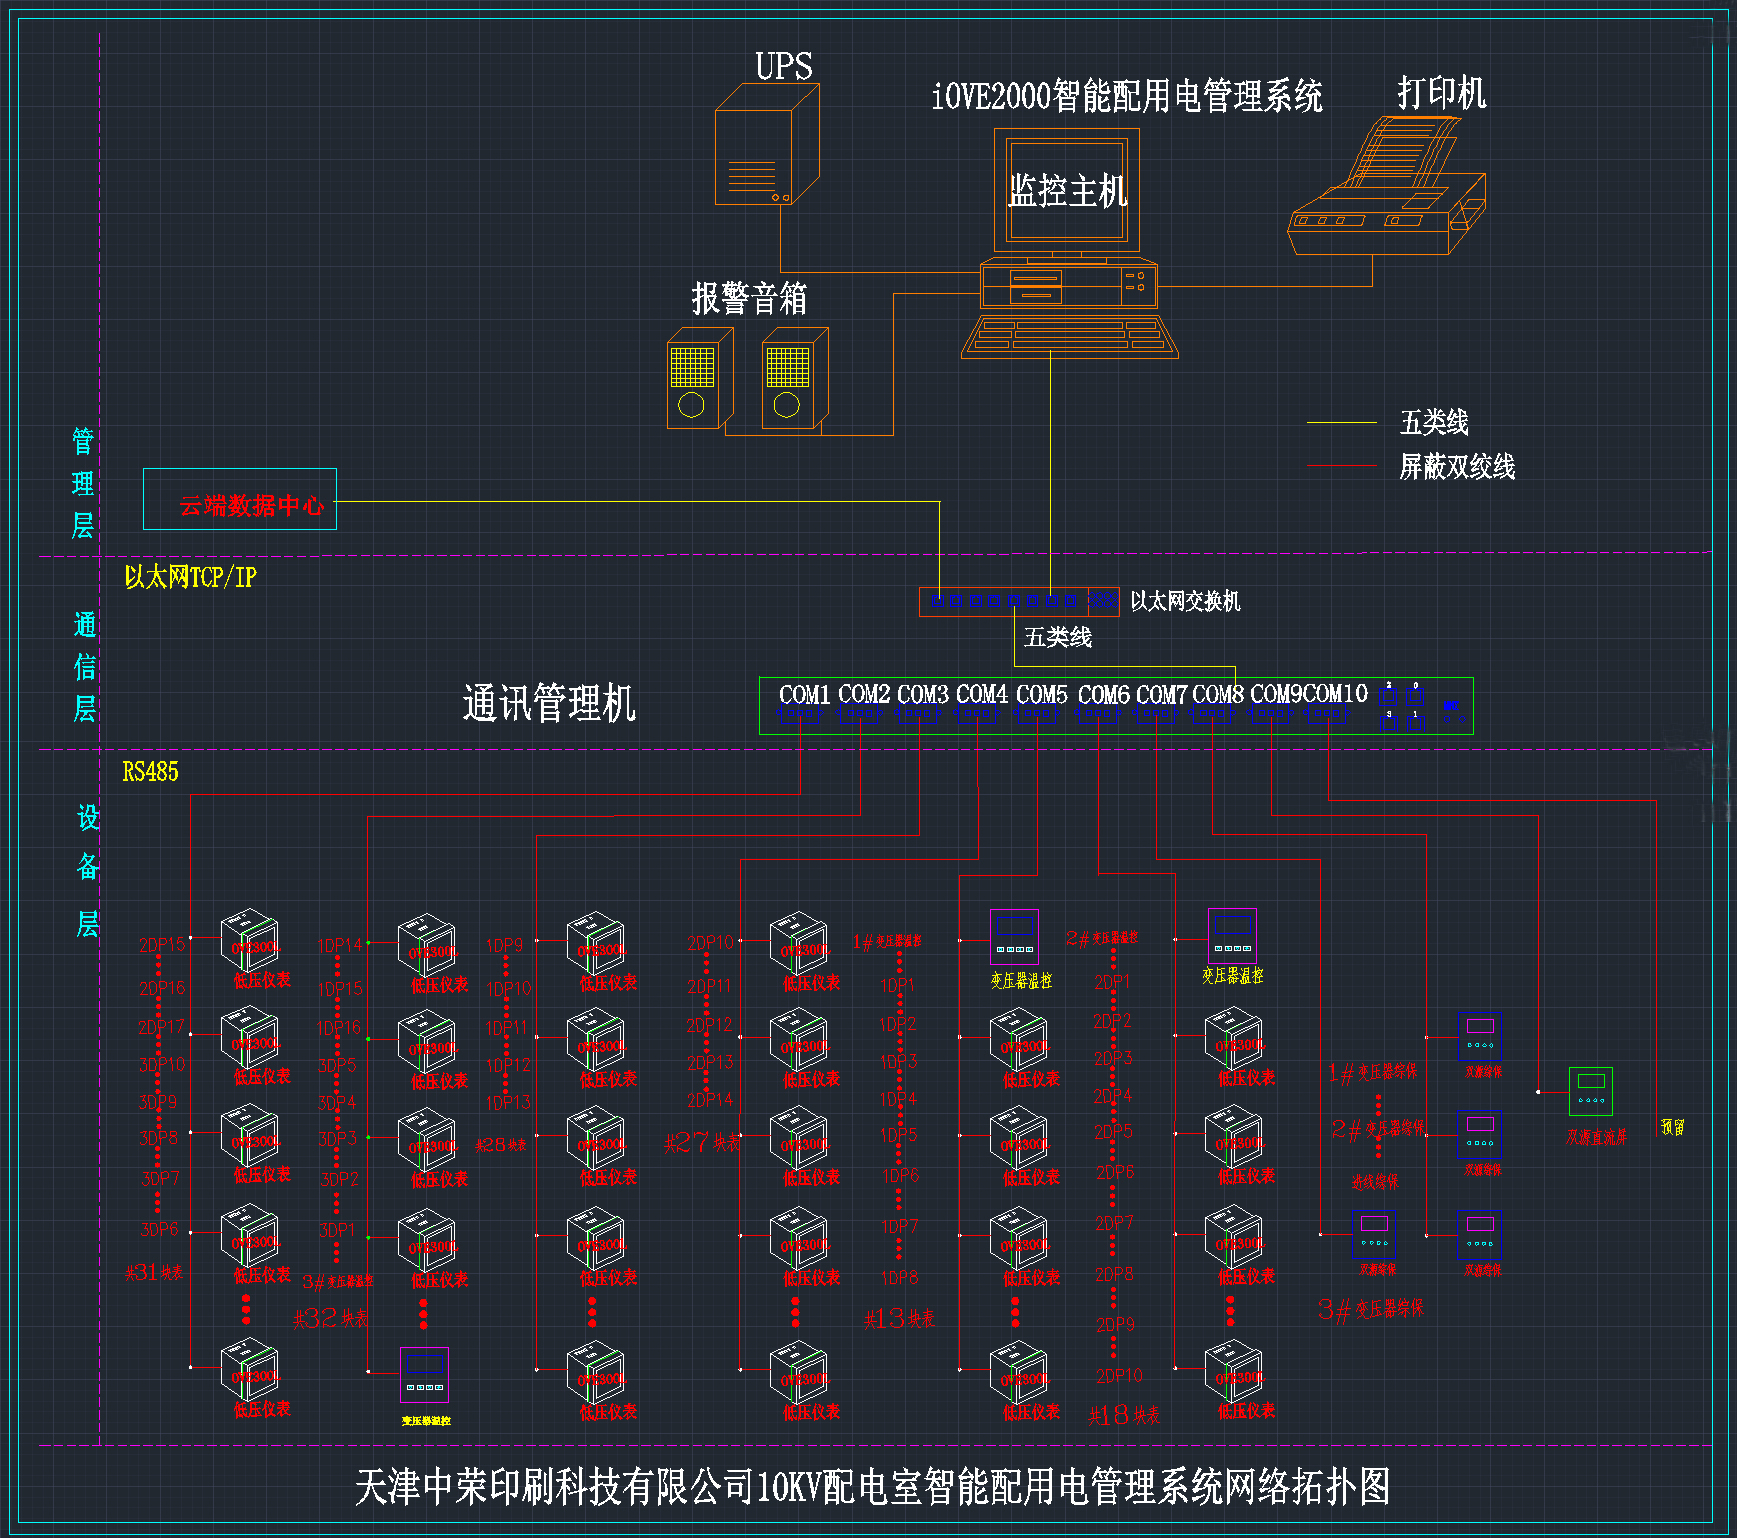 UPS
iOVE2000智能配用电管理系统
打印机
监控主机
报警音箱
五类线
屏蔽双绞线
管理层
云端数据中心
以太网TCP/IP
以太网交换机
五类线
通信层
通讯管理机
COM1 COM2 COM3 COM4 COM5 COM6 COM7 COM8 COM9 COM10
2 0
3 1
RS485
设备层
2DP15
2DP16
2DP17
3DP10
3DP9
3DP8
3DP7
3DP6
共31块表
低压仪表
低压仪表
低压仪表
低压仪表
低压仪表
1DP14
1DP15
1DP16
3DP5
3DP4
3DP3
3DP2
3DP1
3#变压器温控
共32块表
低压仪表
低压仪表
低压仪表
低压仪表
变压器温控
1DP9
1DP10
1DP11
1DP12
1DP13
共26块表
低压仪表
低压仪表
低压仪表
低压仪表
低压仪表
2DP10
2DP11
2DP12
2DP13
2DP14
共27块表
低压仪表
低压仪表
低压仪表
低压仪表
低压仪表
1#变压器温控
1DP1
1DP2
1DP3
1DP4
1DP5
1DP6
1DP7
1DP8
共13块表
变压器温控
低压仪表
低压仪表
低压仪表
低压仪表
2#变压器温控
2DP1
2DP2
2DP3
2DP4
2DP5
2DP6
2DP7
2DP8
2DP9
2DP10
共18块表
变压器温控
低压仪表
低压仪表
低压仪表
低压仪表
1#变压器综保
2#变压器综保
进线综保
3#变压器综保
双源直流屏
预留
天津中荣印刷科技有限公司10KV配电室智能配用电管理系统网络拓扑图